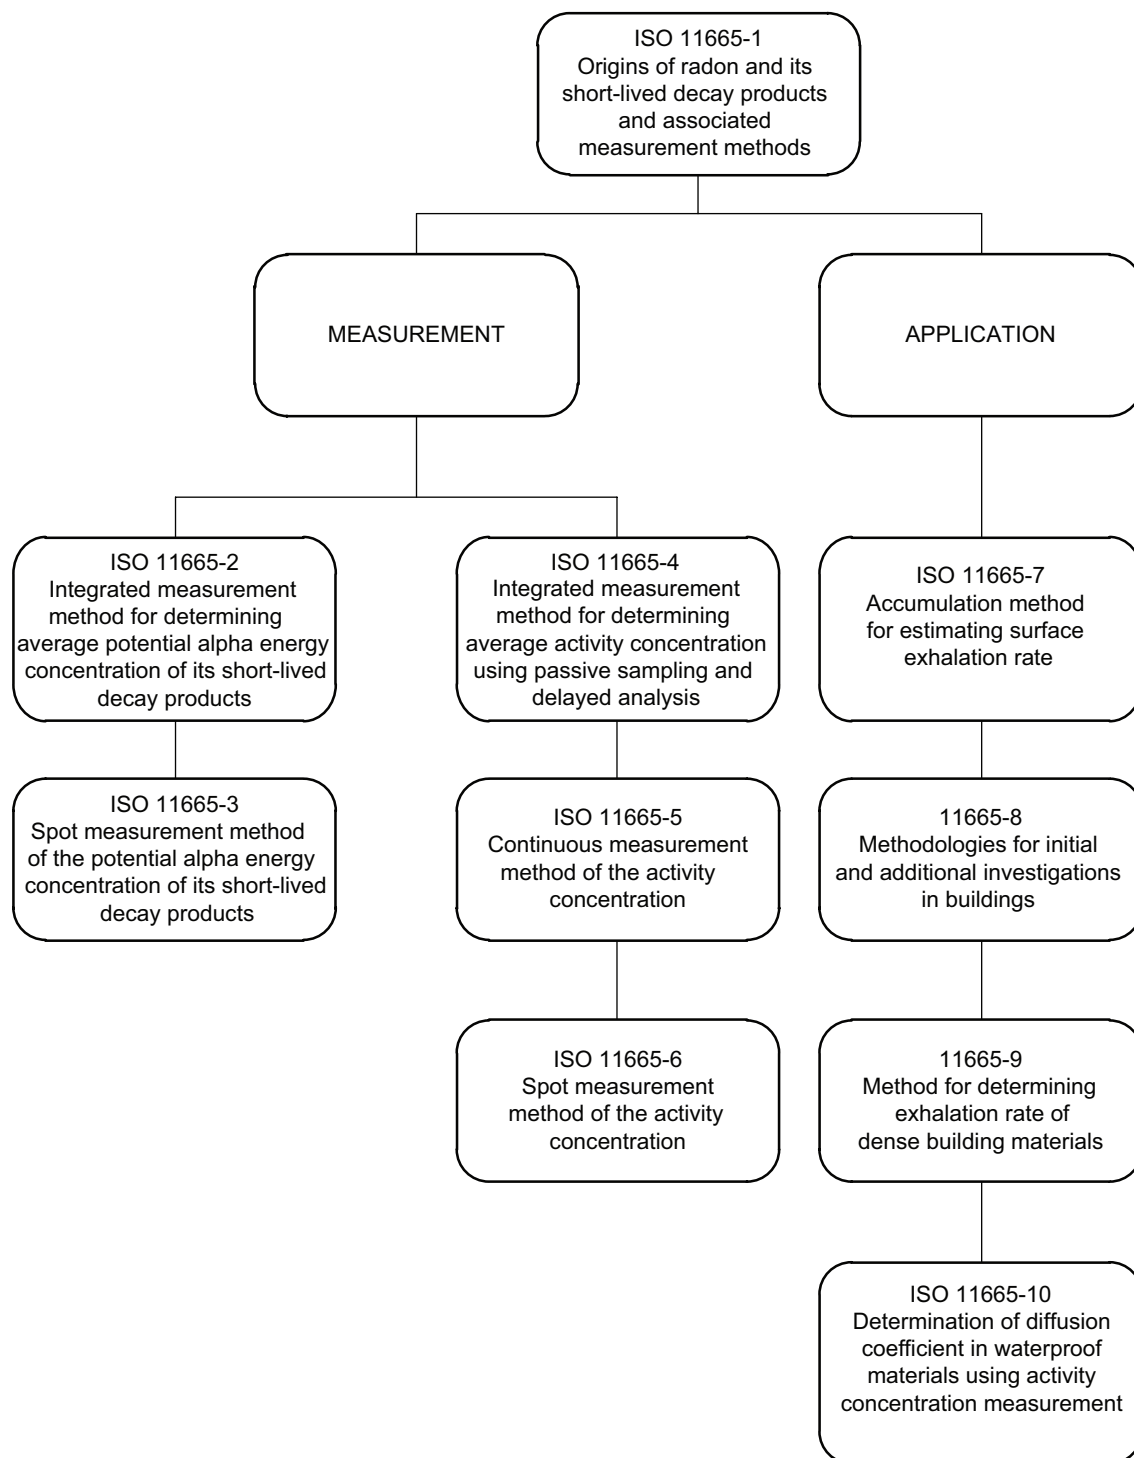 ISO 11665-1
Origins of radon and its
short-lived decay products
and associated
measurement methods
MEASUREMENT
APPLICATION
ISO 11665-2
Integrated measurement
method for determining
average potential alpha energy
concentration of its short-lived
decay products
ISO 11665-4
Integrated measurement
method for determining
average activity concentration
using passive sampling and
delayed analysis
ISO 11665-7
Accumulation method
for estimating surface
exhalation rate
ISO 11665-3
Spot measurement method
of the potential alpha energy
concentration of its short-lived
decay products
ISO 11665-5
Continuous measurement
method of the activity
concentration
11665-8
Methodologies for initial
and additional investigations
in buildings
ISO 11665-6
Spot measurement
method of the activity
concentration
11665-9
Method for determining
exhalation rate of
dense building materials
ISO 11665-10
Determination of diffusion
coefficient in waterproof
materials using activity
concentration measurement